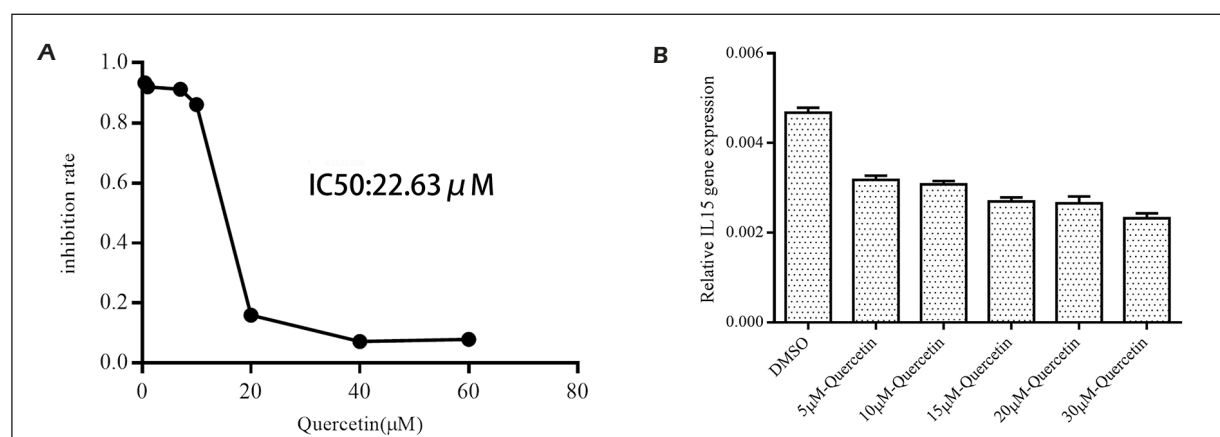 A
1.0
0.8
0.6
0.4
0.2
0.0
inhibition rate
IC50:22.63 μ M
0
20
40
60
80
Quercetin(μM)
B
0.006
0.004
0.002
0.000
Relative IL15 gene expression
DMSO
5μM-Quercetin
10μM-Quercetin
15μM-Quercetin
20μM-Quercetin
30μM-Quercetin